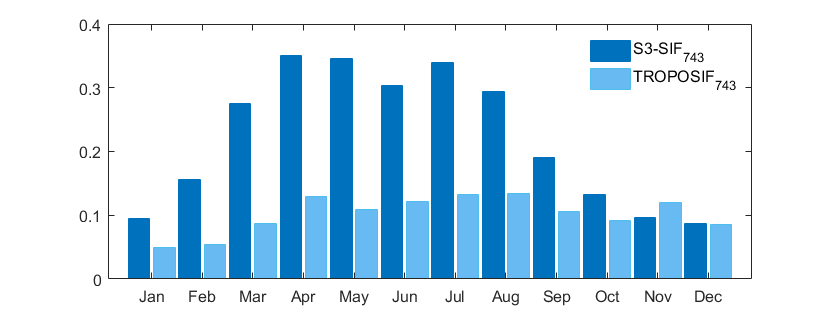 0.4
S3-SIF743
TROPOSIF743
0.3
0.2
0.1
0
Jan Feb Mar Apr May Jun Jul Aug Sep Oct Nov Dec